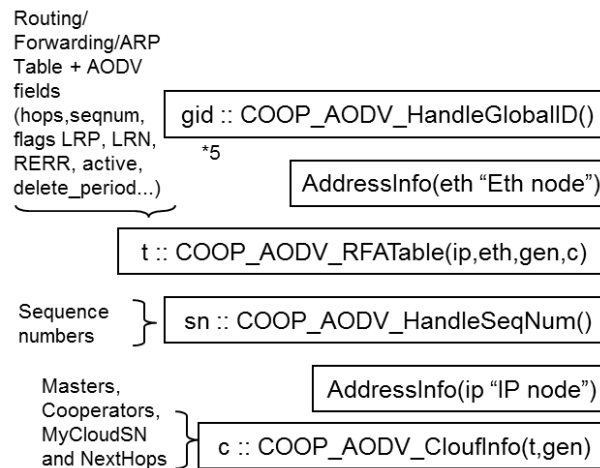 Routing/
Forwarding/ARP
Table + AODV
fields
(hops,seqnum,
flags LRP, LRN,
RERR, active,
delete_period...)
gid :: COOP_AODV_HandleGlobalID()
*5
AddressInfo(eth “Eth node”)
t :: COOP_AODV_RFATable(ip,eth,gen,c)
Sequence
numbers
sn :: COOP_AODV_HandleSeqNum()
AddressInfo(ip “IP node”)
Masters,
Cooperators,
MyCloudSN
and NextHops
c :: COOP_AODV_CloufInfo(t,gen)